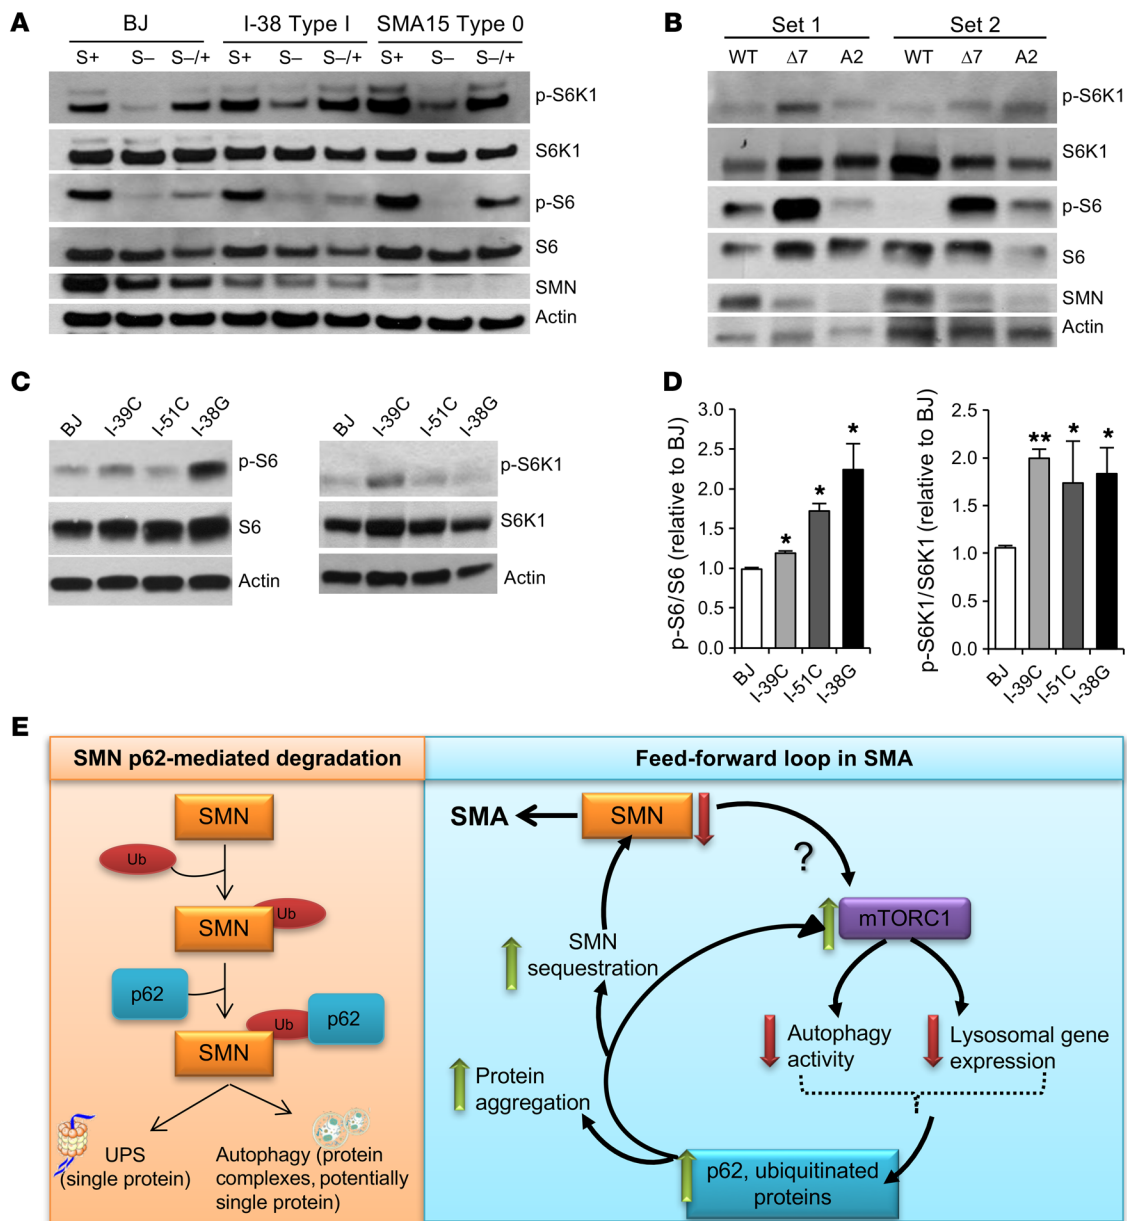 A
BJ
I-38 Type I
SMA15 Type 0
S+ S– S–/+ S+ S– S–/+ S+ S– S–/+
p-S6K1
S6K1
p-S6
S6
SMN
Actin
B
Set 1
Set 2
WT Δ7 A2 WT Δ7 A2
p-S6K1
S6K1
p-S6
S6
SMN
Actin
C
BJ I-39C I-51C I-38G
p-S6
S6
Actin
BJ I-39C I-51C I-38G
p-S6K1
S6K1
Actin
D
p-S6/S6 (relative to BJ)
3.0
2.5
2.0
1.5
1.0
0.5
0.0
* * *
BJ I-39C I-51C I-38G
p-S6K1/S6K1 (relative to BJ)
2.5
2.0
1.5
1.0
0.5
0.0
** * *
BJ I-39C I-51C I-38G
E
SMN p62-mediated degradation
SMN
Ub
SMN
Ub
p62
SMN
Ub
p62
UPS
(single protein)
Autophagy (protein
complexes, potentially
single protein)
Feed-forward loop in SMA
SMA
SMN
?
mTORC1
SMN
sequestration
Autophagy
activity
Lysosomal gene
expression
Protein
aggregation
p62, ubiquitinated
proteins